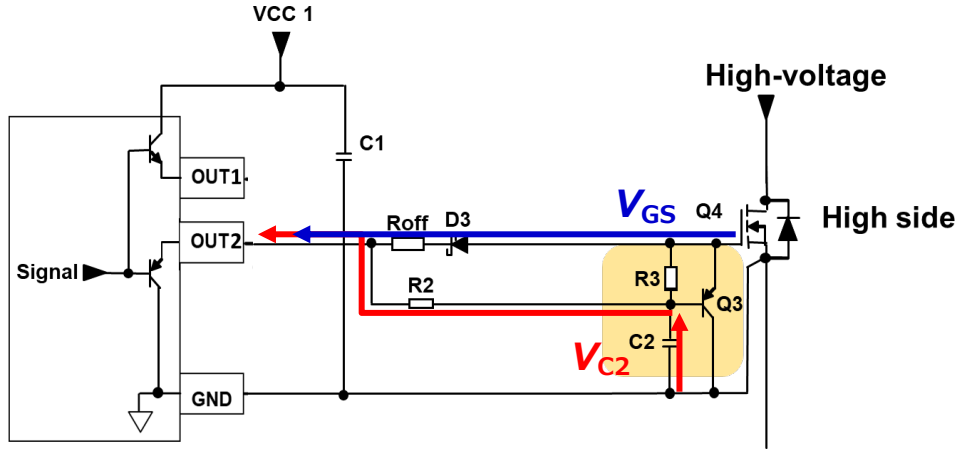 VCC 1
High-voltage
C1
OUT1
VGS
Q4
High side
OUT2
Roff
D3
Signal
R3
R2
Q3
C2
VC2
GND